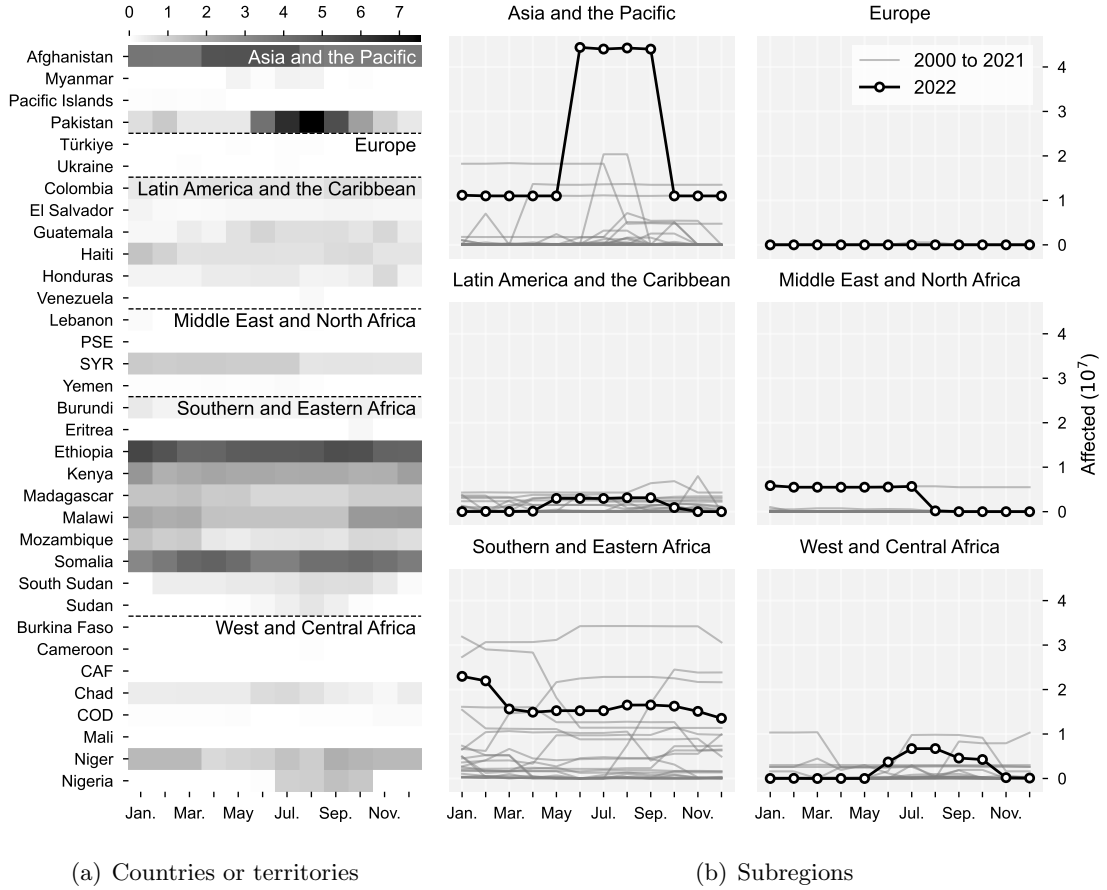 0 1 2 3 4 5 6 7
Afghanistan
Asia and the Pacific
Myanmar
Pacific Islands
Pakistan
Türkiye
Europe
Ukraine
Colombia
Latin America and the Caribbean
El Salvador
Guatemala
Haiti
Honduras
Venezuela
Lebanon
Middle East and North Africa
PSE
SYR
Yemen
Burundi
Southern and Eastern Africa
Eritrea
Ethiopia
Kenya
Madagascar
Malawi
Mozambique
Somalia
South Sudan
Sudan
Burkina Faso
West and Central Africa
Cameroon
CAF
Chad
COD
Mali
Niger
Nigeria
Jan. Mar. May Jul. Sep. Nov.
(a) Countries or territories
Asia and the Pacific
Europe
2000 to 2021
2022
4
3
2
1
0
Latin America and the Caribbean
Middle East and North Africa
4
3
2
1
0
Affected (10⁷)
Southern and Eastern Africa
West and Central Africa
4
3
2
1
0
Jan. Mar. May Jul. Sep. Nov.
Jan. Mar. May Jul. Sep. Nov.
(b) Subregions